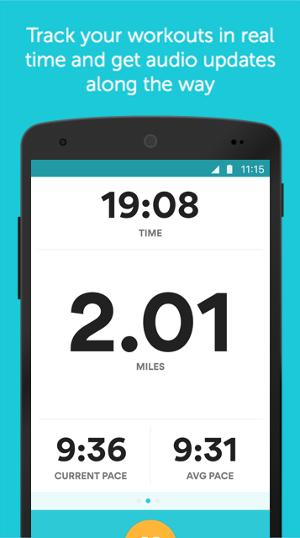 Track your workouts in real
time and get audio updates
along the way
11:15
19:08
TIME
2.01
MILES
9:36 9:31
CURRENT PACE AVG PACE